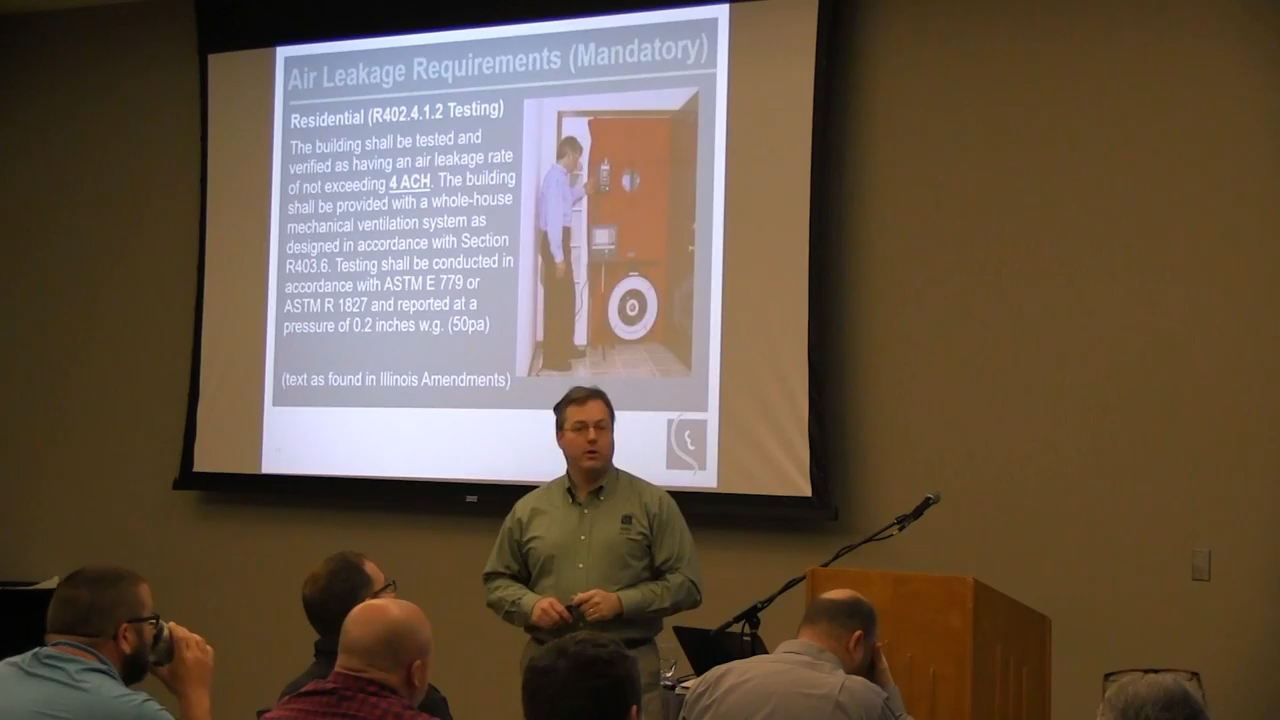 Air Leakage Requirements (Mandatory)
Residential (R402.4.1.2 Testing)
The building shall be tested and
verified as having an air leakage rate
of not exceeding 4 ACH. The building
shall be provided with a whole-house
mechanical ventilation system as
designed in accordance with Section
R403.6. Testing shall be conducted in
accordance with ASTM E 779 or
ASTM R 1827 and reported at a
pressure of 0.2 inches w.g. (50pa)
(text as found in Illinois Amendments)